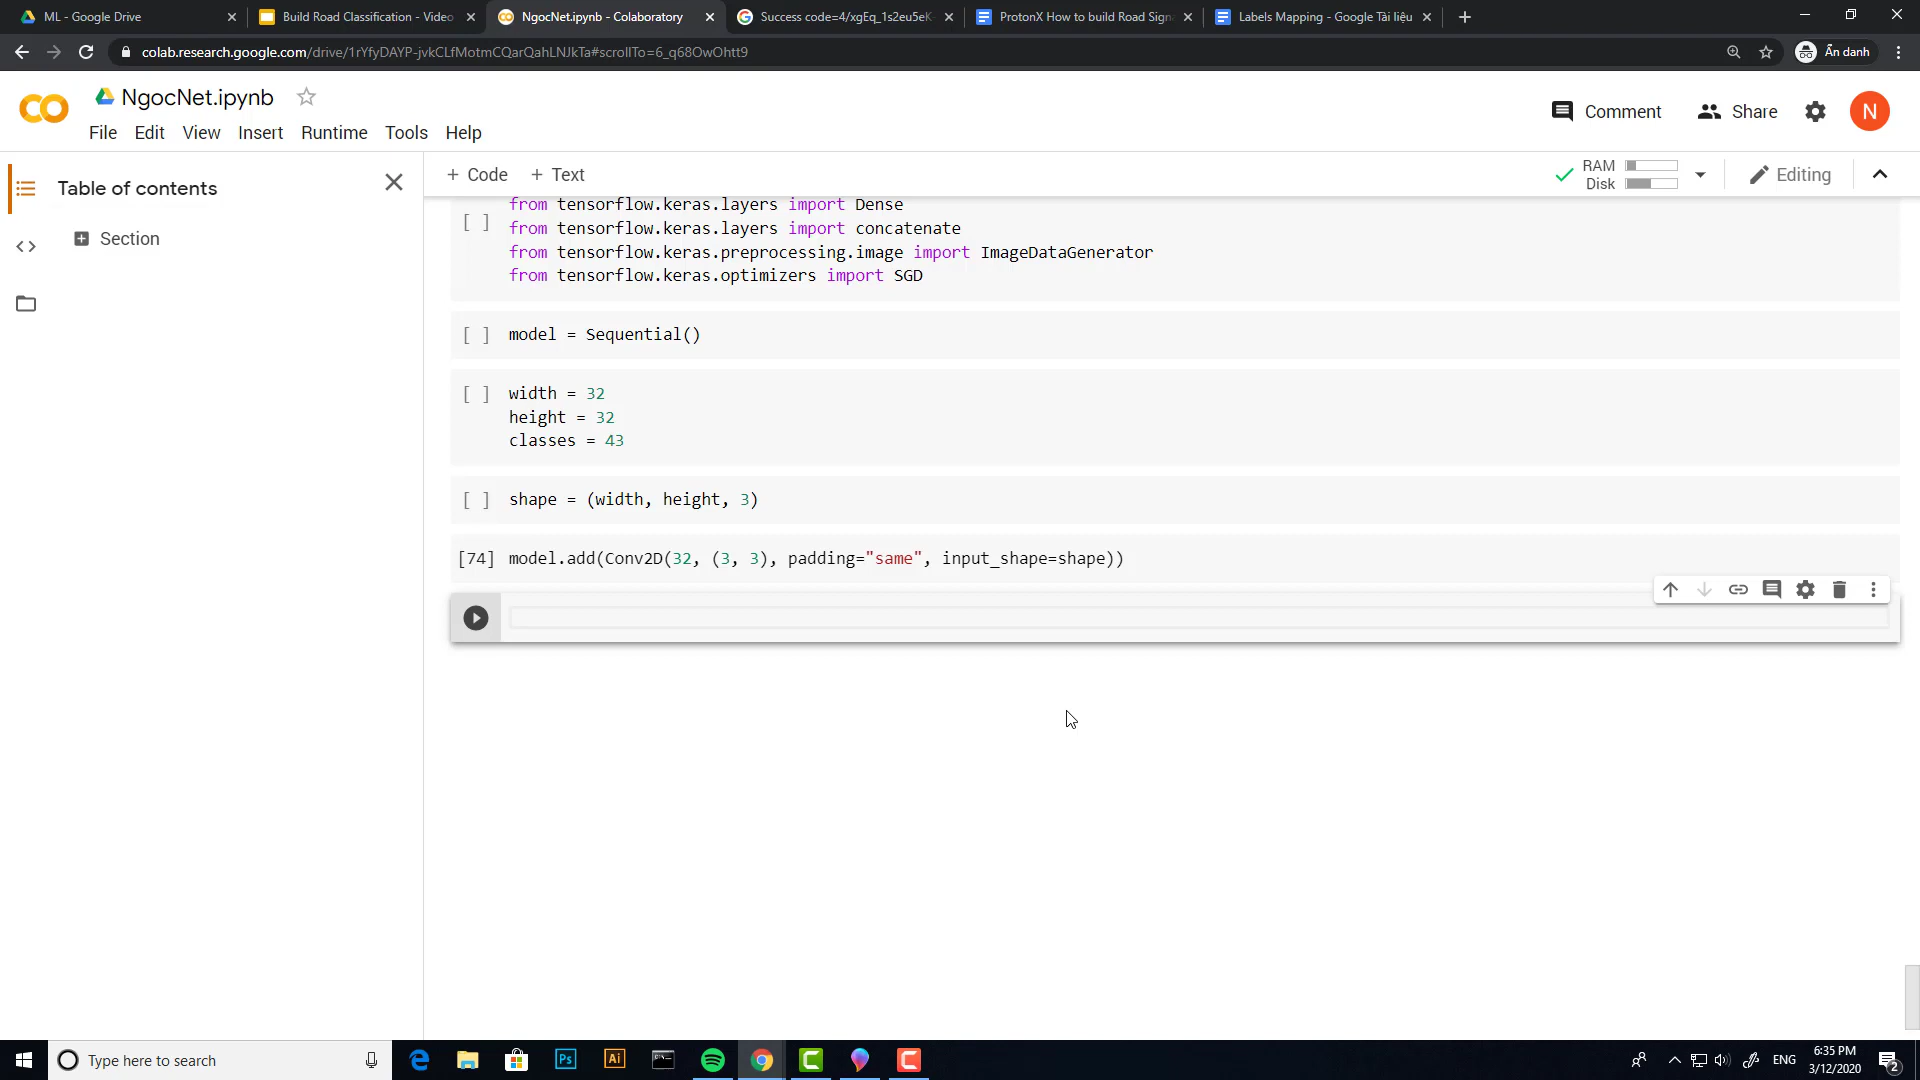 ML - Google Drive
Build Road Classification - Video
NgocNet.ipynb - Colaboratory
Success code=4/xgEq_1s2eu5eK
ProtonX How to build Road Sign
Labels Mapping - Google Tài liệu
colab.research.google.com/drive/1rYfyDAYP-jvkCLfMotmCQarQahLNJkTa#scrollTo=6_q68OwOhtt9
Ẩn danh
NgocNet.ipynb
File Edit View Insert Runtime Tools Help
Comment
Share
N
Table of contents
Section
+ Code + Text
RAM
Disk
Editing
from tensorflow.keras.layers import Dense
[ ]
from tensorflow.keras.layers import concatenate
from tensorflow.keras.preprocessing.image import ImageDataGenerator
from tensorflow.keras.optimizers import SGD
[ ] model = Sequential()
[ ] width = 32
height = 32
classes = 43
[ ] shape = (width, height, 3)
[74] model.add(Conv2D(32, (3, 3), padding="same", input_shape=shape))
Type here to search
Ps
Ai
ENG
6:35 PM
3/12/2020
2